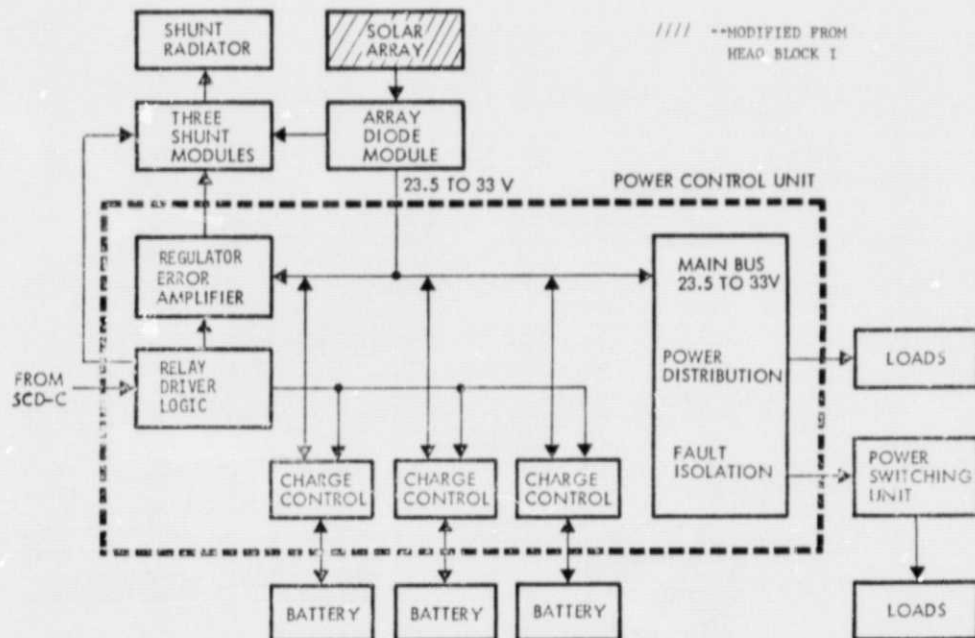 SHUNT
RADIATOR
SOLAR
ARRAY
//// --MODIFIED FROM
HEAO BLOCK I
THREE
SHUNT
MODULES
ARRAY
DIODE
MODULE
23.5 TO 33 V
POWER CONTROL UNIT
REGULATOR
ERROR
AMPLIFIER
MAIN BUS
23.5 TO 33V
FROM
SCD-C
RELAY
DRIVER
LOGIC
POWER
DISTRIBUTION
LOADS
CHARGE
CONTROL
CHARGE
CONTROL
CHARGE
CONTROL
FAULT
ISOLATION
POWER
SWITCHING
UNIT
BATTERY
BATTERY
BATTERY
LOADS